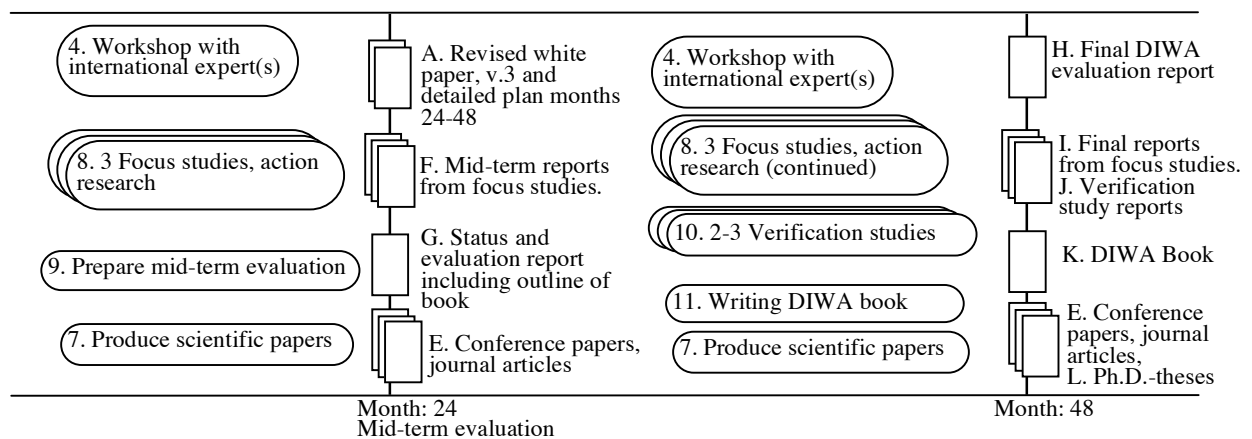 4. Workshop with
international expert(s)
8. 3 Focus studies, action
research
9. Prepare mid-term evaluation
7. Produce scientific papers
A. Revised white
paper, v.3 and
detailed plan months
24-48
F. Mid-term reports
from focus studies.
G. Status and
evaluation report
including outline of
book
E. Conference papers,
journal articles
Month: 24
Mid-term evaluation
4. Workshop with
international expert(s)
8. 3 Focus studies, action
research (continued)
10. 2-3 Verification studies
11. Writing DIWA book
7. Produce scientific papers
H. Final DIWA
evaluation report
I. Final reports
from focus studies.
J. Verification
study reports
K. DIWA Book
E. Conference
papers, journal
articles,
L. Ph.D.-theses
Month: 48